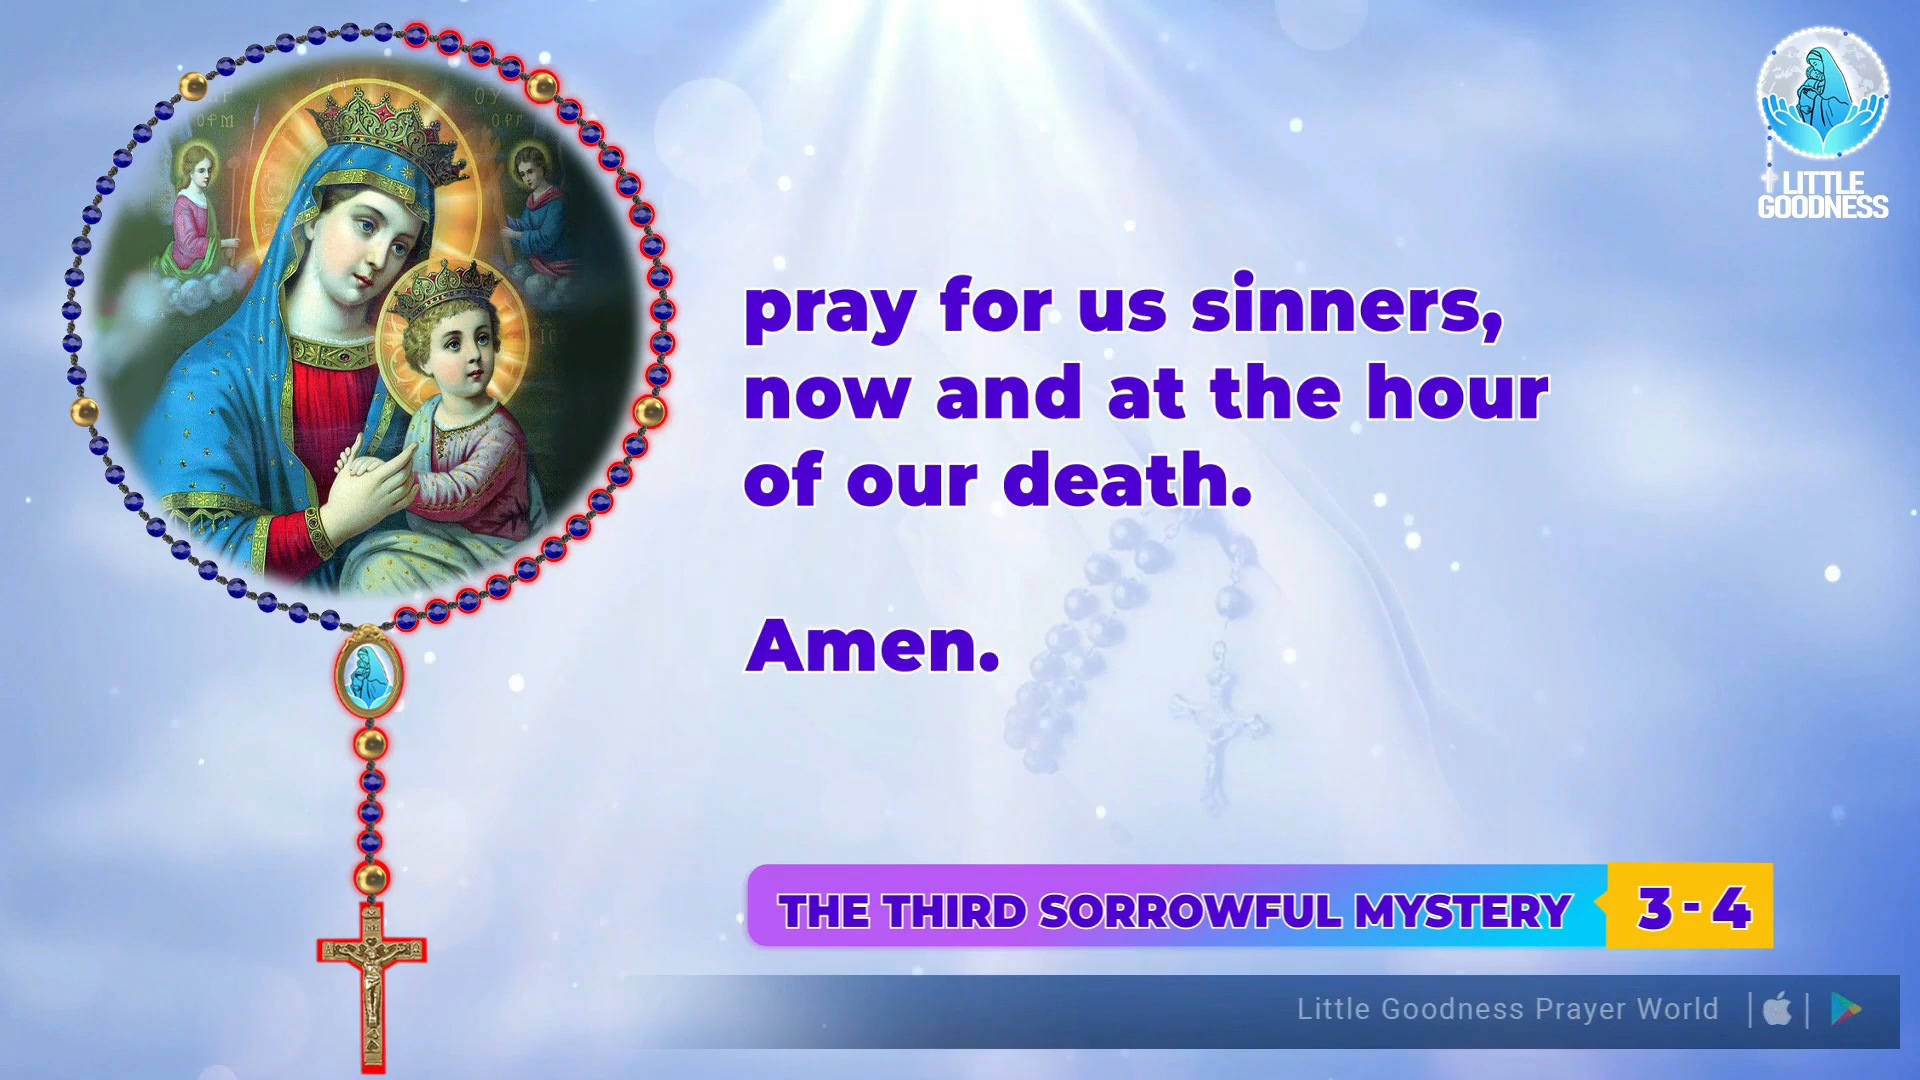 LITTLE
GOODNESS
pray for us sinners,
now and at the hour
of our death.
Amen.
THE THIRD SORROWFUL MYSTERY 3 - 4
Little Goodness Prayer World
INRI